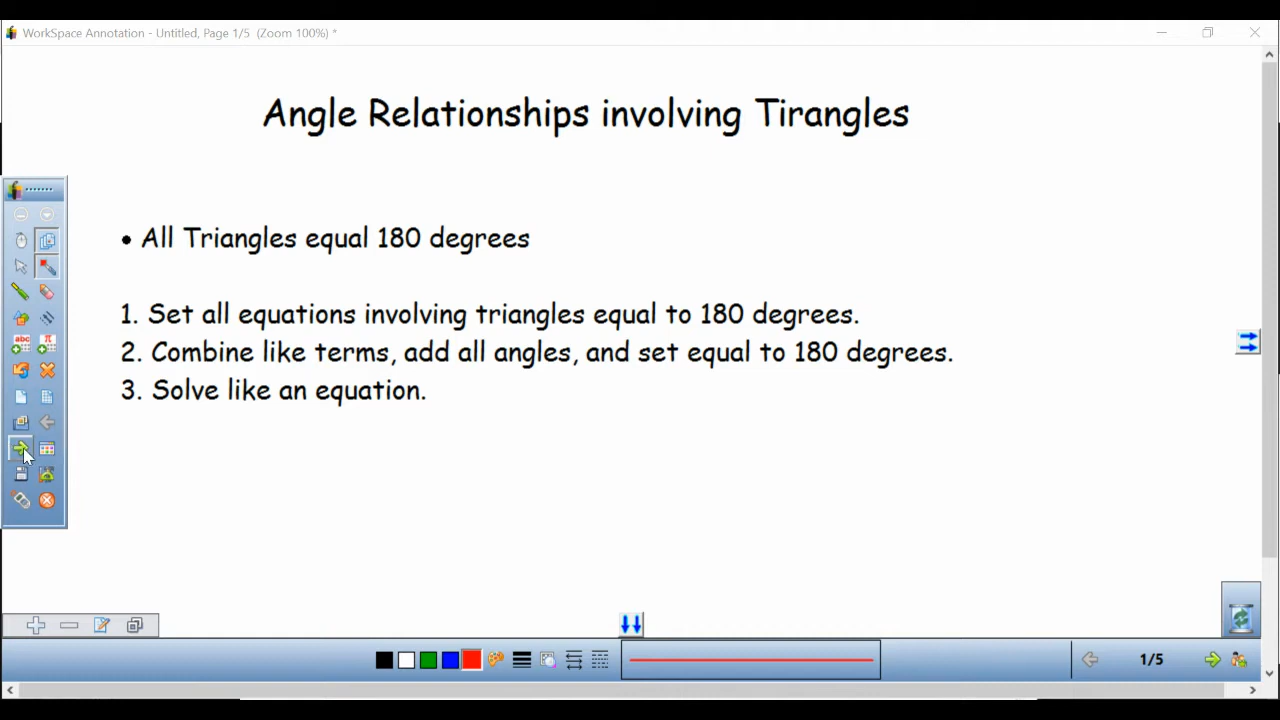 WorkSpace Annotation - Untitled, Page 1/5 (Zoom 100%) *
Angle Relationships involving Tirangles
• All Triangles equal 180 degrees
1. Set all equations involving triangles equal to 180 degrees.
2. Combine like terms, add all angles, and set equal to 180 degrees.
3. Solve like an equation.
abc
π
1/5